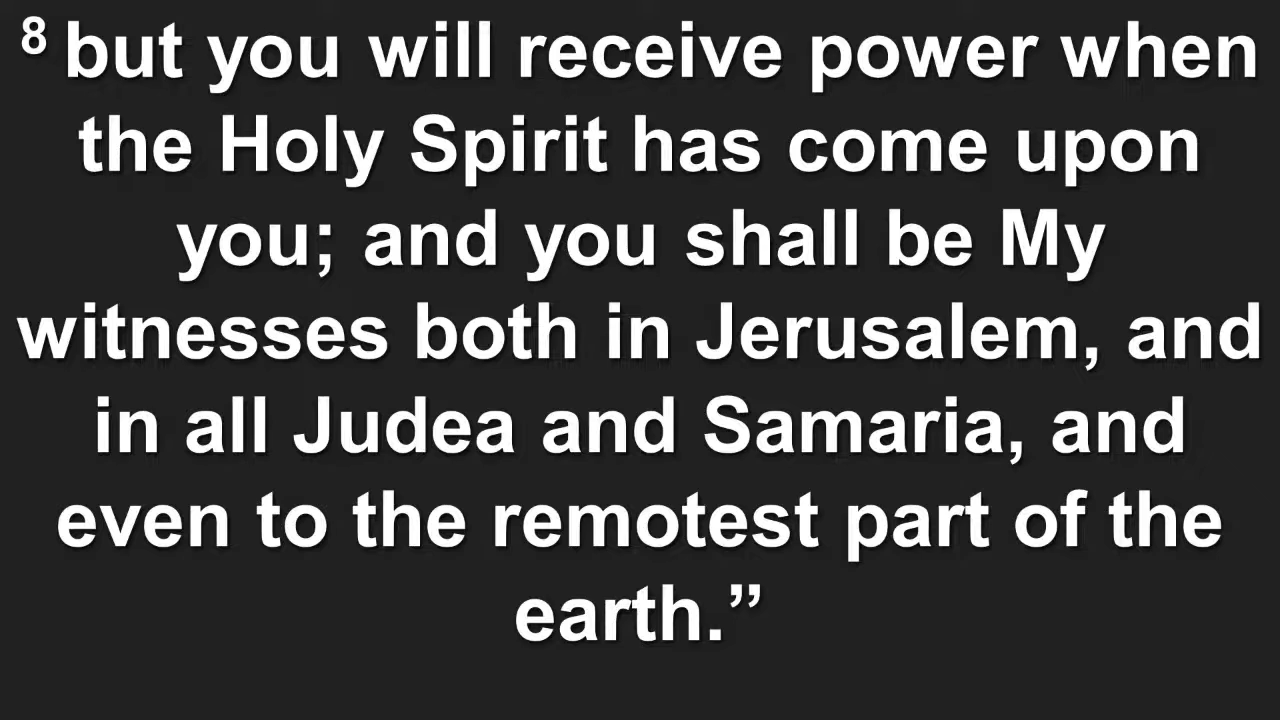 8 but you will receive power when
the Holy Spirit has come upon
you; and you shall be My
witnesses both in Jerusalem, and
in all Judea and Samaria, and
even to the remotest part of the
earth.”